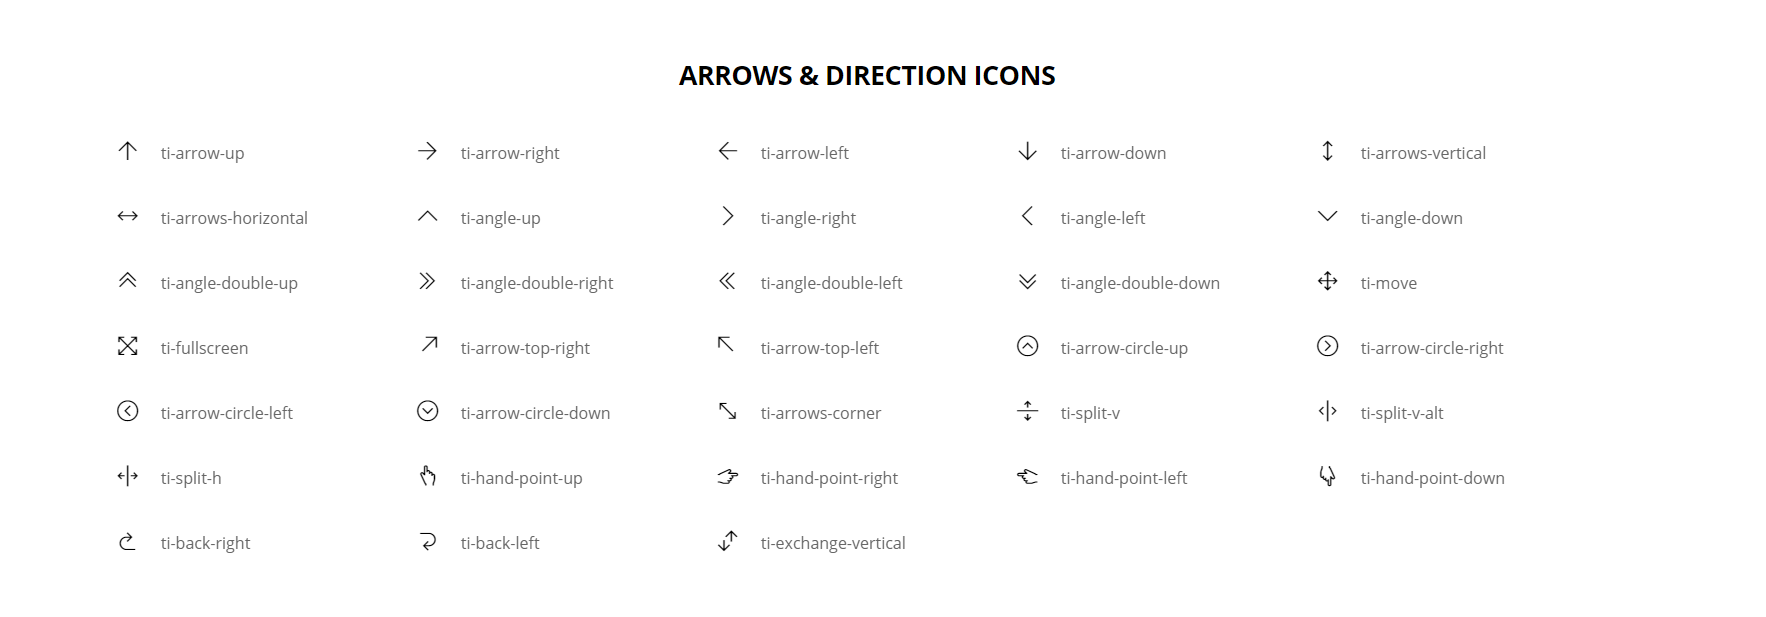 ARROWS & DIRECTION ICONS
ti-arrow-up ti-arrow-right ti-arrow-left ti-arrow-down ti-arrows-vertical
ti-arrows-horizontal ti-angle-up ti-angle-right ti-angle-left ti-angle-down
ti-angle-double-up ti-angle-double-right ti-angle-double-left ti-angle-double-down ti-move
ti-fullscreen ti-arrow-top-right ti-arrow-top-left ti-arrow-circle-up ti-arrow-circle-right
ti-arrow-circle-left ti-arrow-circle-down ti-arrows-corner ti-split-v ti-split-v-alt
ti-split-h ti-hand-point-up ti-hand-point-right ti-hand-point-left ti-hand-point-down
ti-back-right ti-back-left ti-exchange-vertical